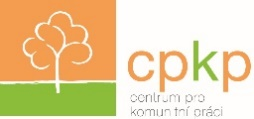 cpkp
centrum pro
komunitní práci